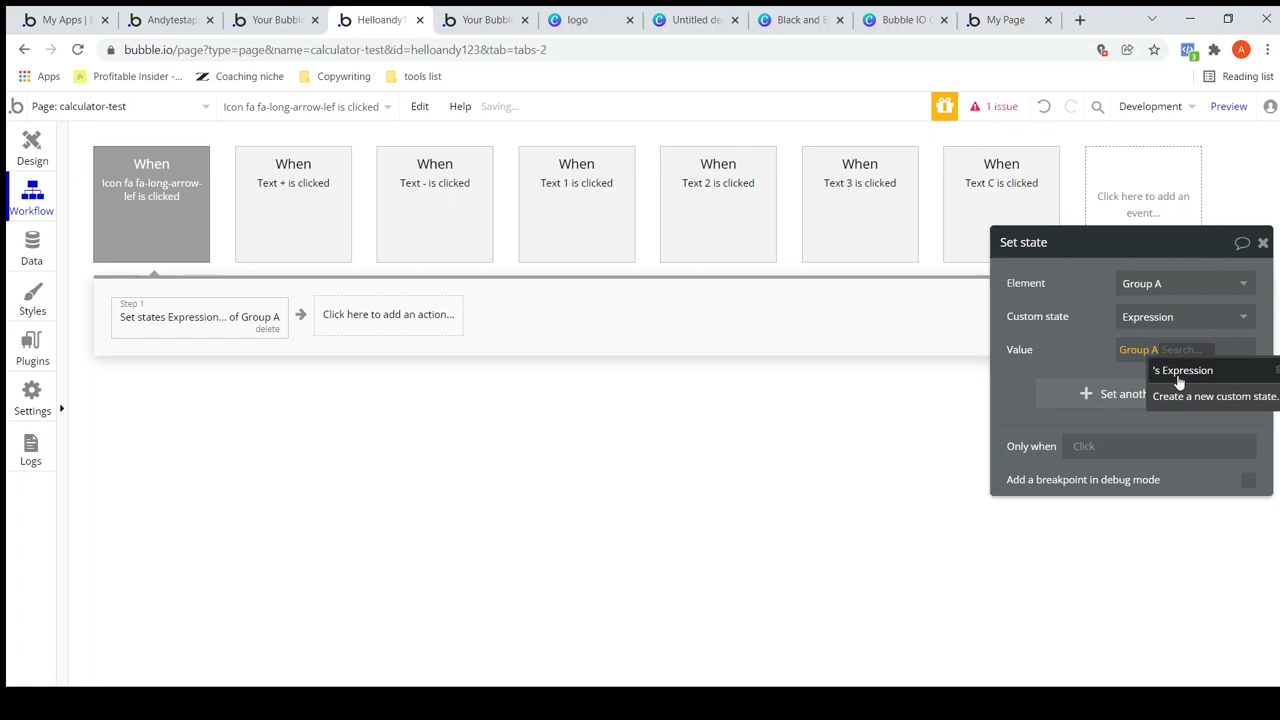 My Apps | B
Andytestap
Your Bubble
Helloandy1
Your Bubble
logo
Untitled de
Black and B
Bubble IO C
My Page
bubble.io/page?type=page&name=calculator-test&id=helloandy123&tab=tabs-2
3
A
Apps
Profitable Insider -...
Coaching niche
Copywriting
tools list
Reading list
.b
Page: calculator-test
Icon fa fa-long-arrow-lef is clicked
Edit
Help
Saving...
1 issue
Development
Preview
Design
Workflow
Data
Styles
Plugins
Settings
Logs
When
Icon fa fa-long-arrow-
lef is clicked
When
Text + is clicked
When
Text - is clicked
When
Text 1 is clicked
When
Text 2 is clicked
When
Text 3 is clicked
When
Text C is clicked
Click here to add an
event...
Step 1
Set states Expression... of Group A
delete
Click here to add an action...
Set state
Element
Group A
Custom state
Expression
Value
Group A Search...
's Expression
Create a new custom state.
Set anoth
Only when
Click
Add a breakpoint in debug mode